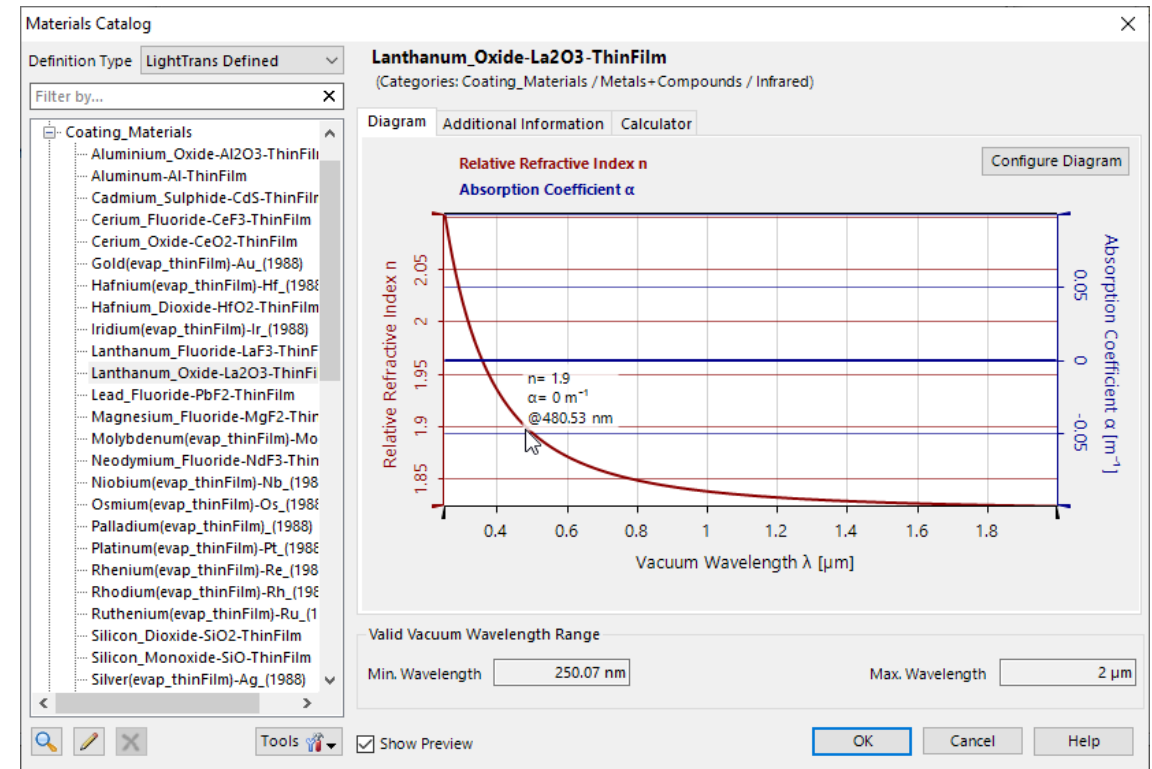 Materials Catalog
Definition Type LightTrans Defined
Filter by...
Coating_Materials
Aluminium_Oxide-Al2O3-ThinFil
Aluminum-Al-ThinFilm
Cadmium_Sulphide-CdS-ThinFilr
Cerium_Fluoride-CeF3-ThinFilm
Cerium_Oxide-CeO2-ThinFilm
Gold(evap_thinFilm)-Au_(1988)
Hafnium(evap_thinFilm)-Hf_(1988
Hafnium_Dioxide-HfO2-ThinFilm
Iridium(evap_thinFilm)-Ir_(1988)
Lanthanum_Fluoride-LaF3-ThinF
Lanthanum_Oxide-La2O3-ThinFi
Lead_Fluoride-PbF2-ThinFilm
Magnesium_Fluoride-MgF2-Thir
Molybdenum(evap_thinFilm)-Mo
Neodymium_Fluoride-NdF3-Thin
Niobium(evap_thinFilm)-Nb_(198
Osmium(evap_thinFilm)-Os_(1988
Palladium(evap_thinFilm)_(1988)
Platinum(evap_thinFilm)-Pt_(1988
Rhenium(evap_thinFilm)-Re_(198
Rhodium(evap_thinFilm)-Rh_(198
Ruthenium(evap_thinFilm)-Ru_(1
Silicon_Dioxide-SiO2-ThinFilm
Silicon_Monoxide-SiO-ThinFilm
Silver(evap_thinFilm)-Ag_(1988)
Tools
Lanthanum_Oxide-La2O3-ThinFilm
(Categories: Coating_Materials / Metals+Compounds / Infrared)
Diagram Additional Information Calculator
Configure Diagram
Relative Refractive Index n
Absorption Coefficient α
Relative Refractive Index n
2.05
2
1.95
1.9
1.85
n= 1.9
α= 0 m⁻¹
@480.53 nm
0.05
0
-0.05
Absorption Coefficient α [m⁻¹]
0.4 0.6 0.8 1 1.2 1.4 1.6 1.8
Vacuum Wavelength λ [µm]
Valid Vacuum Wavelength Range
Min. Wavelength 250.07 nm Max. Wavelength 2 µm
Show Preview OK Cancel Help